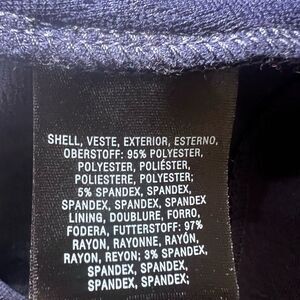 SHELL, VESTE, EXTERIOR, ESTERNO,
OBERSTOFF: 95% POLYESTER,
POLYESTER, POLIÉSTER,
POLIESTERE, POLYESTER;
5% SPANDEX, SPANDEX,
SPANDEX, SPANDEX, SPANDEX
LINING, DOUBLURE, FORRO,
FODERA, FUTTERSTOFF: 97%
RAYON, RAYONNE, RAYÓN,
RAYON, REYON; 3% SPANDEX,
SPANDEX, SPANDEX,
SPANDEX, SPANDEX;